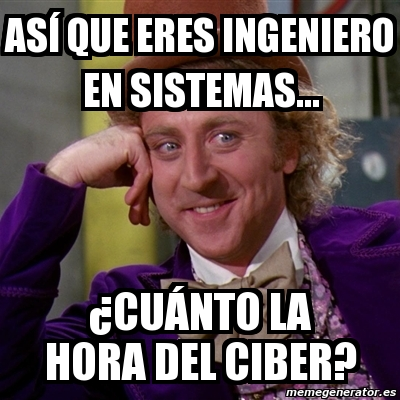 ASÍ QUE ERES INGENIERO
EN SISTEMAS...
¿CUÁNTO LA
HORA DEL CIBER?
memegenerator.es